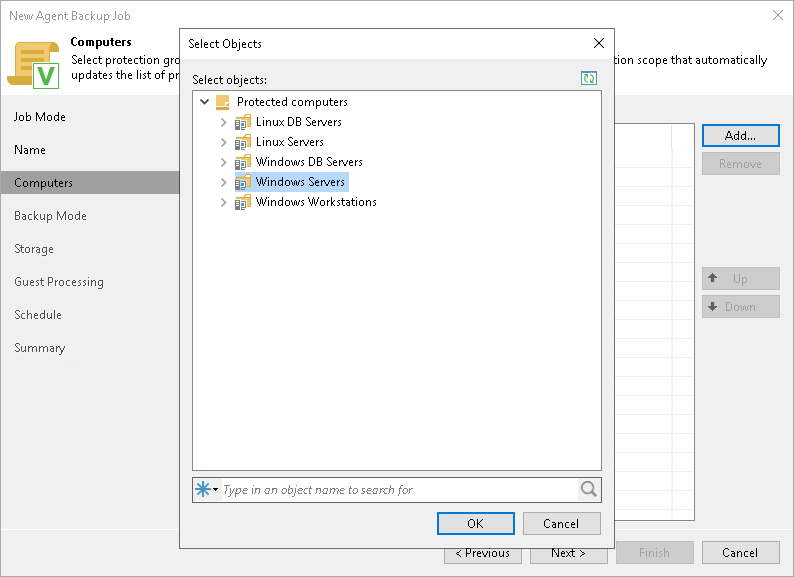 New Agent Backup Job
Computers
Select protection gro
tion scope that automatically
updates the list of pr
Job Mode
Name
Computers
Backup Mode
Storage
Guest Processing
Schedule
Summary
Select Objects
Select objects:
Protected computers
Linux DB Servers
Linux Servers
Windows DB Servers
Windows Servers
Windows Workstations
Type in an object name to search for
OK
Cancel
Add...
Remove
Up
Down
< Previous
Next >
Finish
Cancel